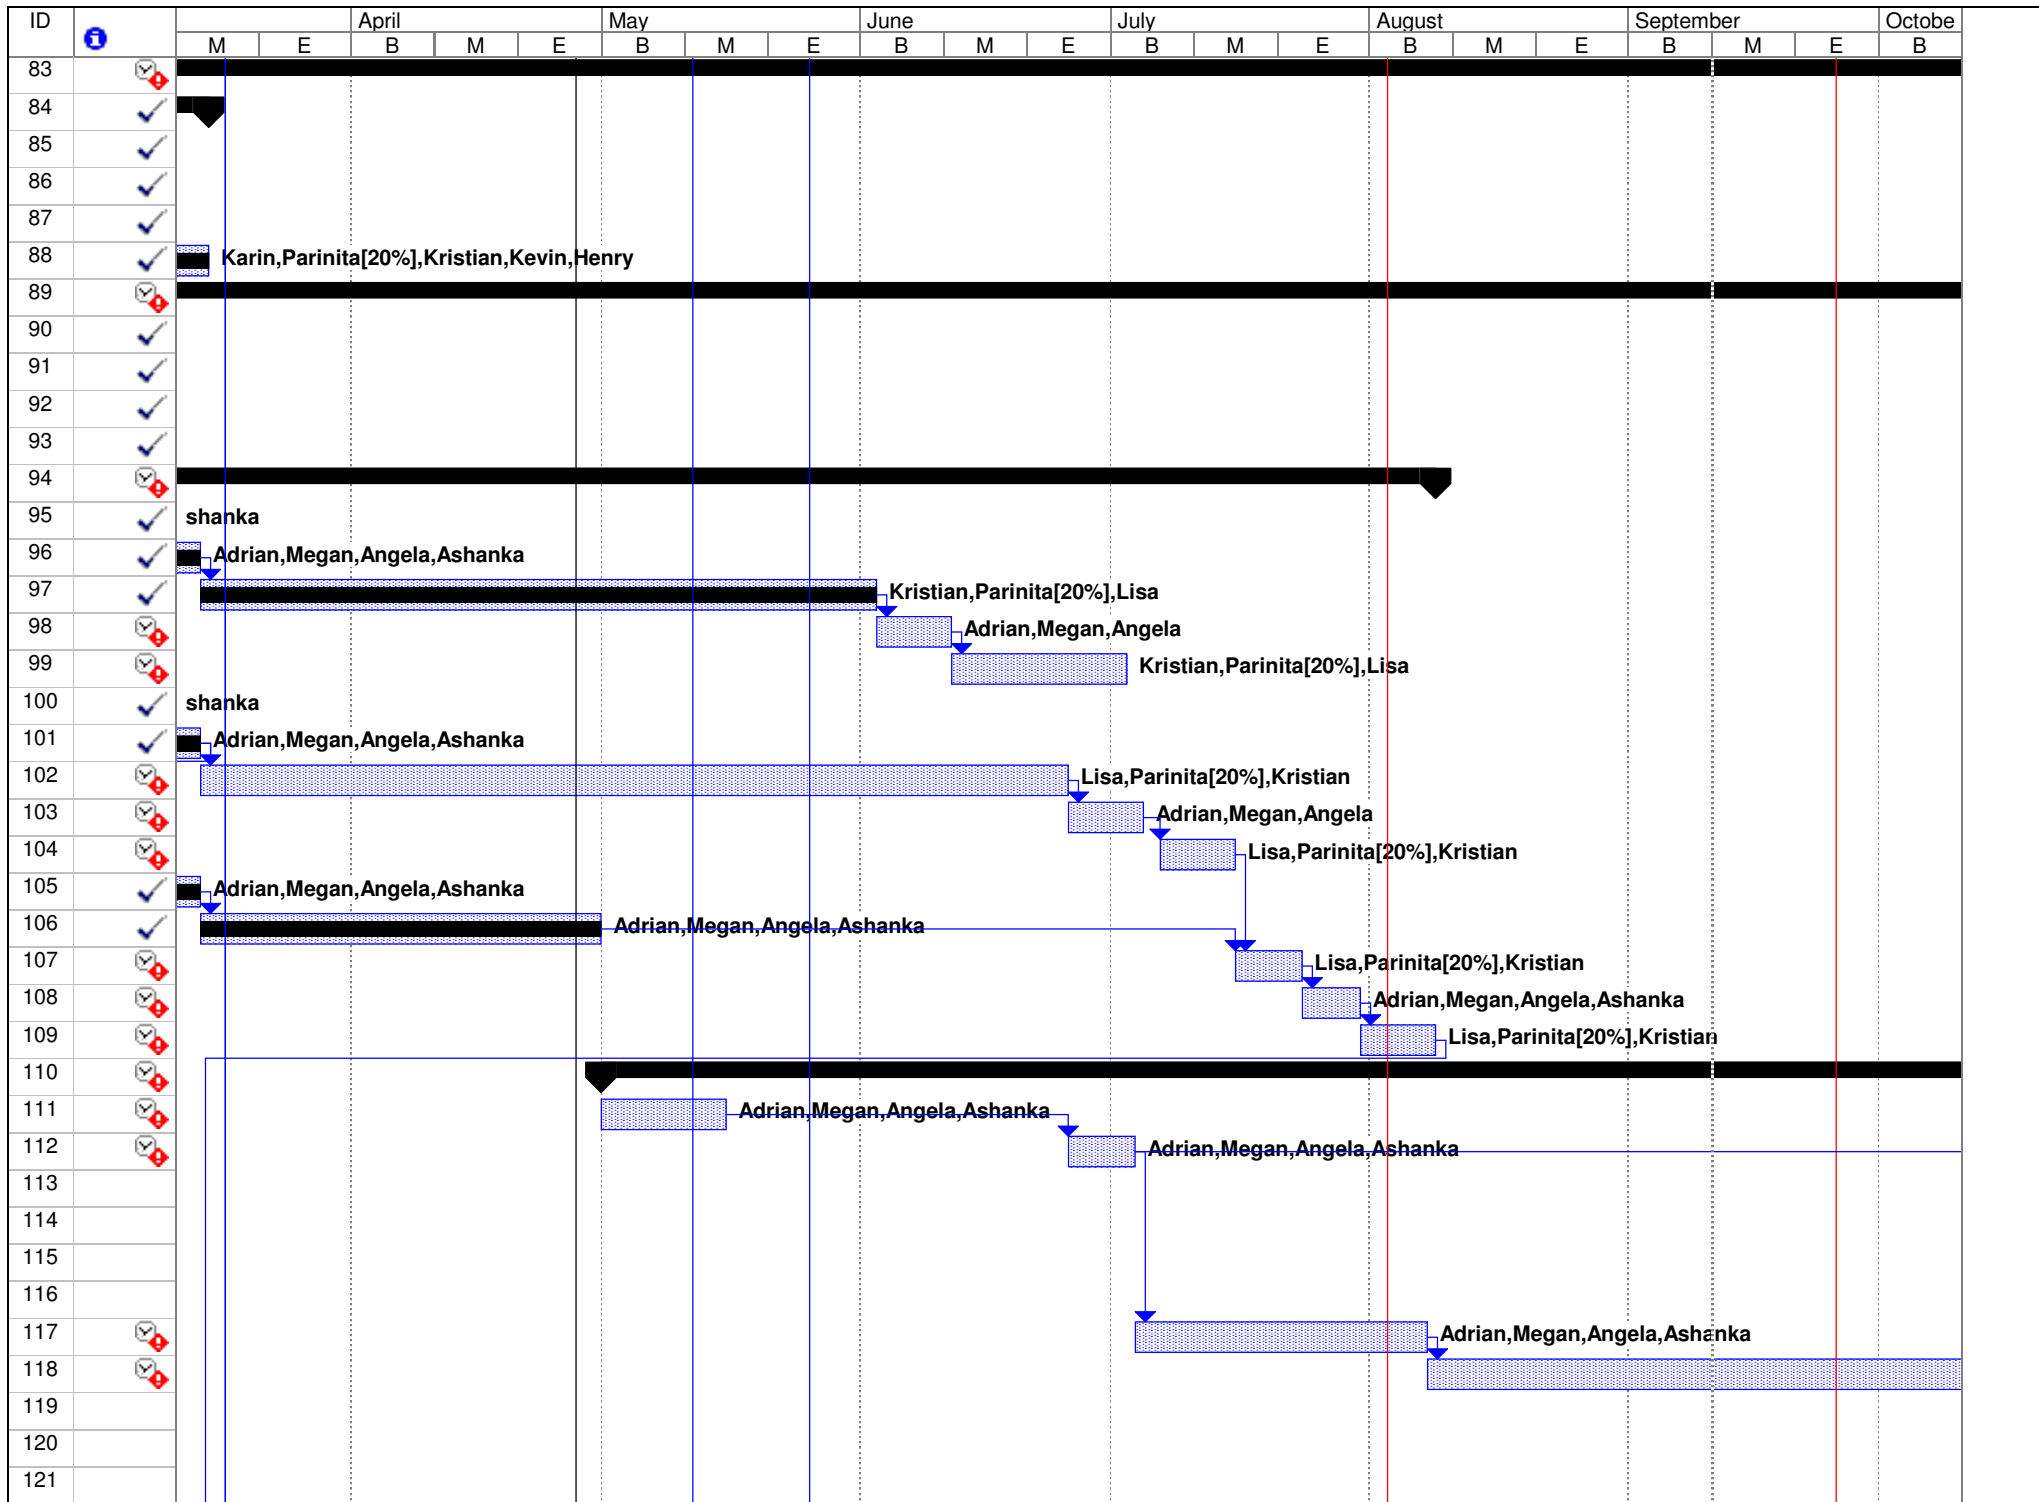 ID April May June July August September Octobe
M E B M E B M E B M E B M E B M E B M E B
83
84
85
86
87
88 Karin,Parinita[20%],Kristian,Kevin,Henry
89
90
91
92
93
94
95 shanka
96 Adrian,Megan,Angela,Ashanka
97 Kristian,Parinita[20%],Lisa
98 Adrian,Megan,Angela
99 Kristian,Parinita[20%],Lisa
100 shanka
101 Adrian,Megan,Angela,Ashanka
102 Lisa,Parinita[20%],Kristian
103 Adrian,Megan,Angela
104 Lisa,Parinita[20%],Kristian
105 Adrian,Megan,Angela,Ashanka
106 Adrian,Megan,Angela,Ashanka
107 Lisa,Parinita[20%],Kristian
108 Adrian,Megan,Angela,Ashanka
109 Lisa,Parinita[20%],Kristian
110
111 Adrian,Megan,Angela,Ashanka
112 Adrian,Megan,Angela,Ashanka
113
114
115
116
117 Adrian,Megan,Angela,Ashanka
118
119
120
121